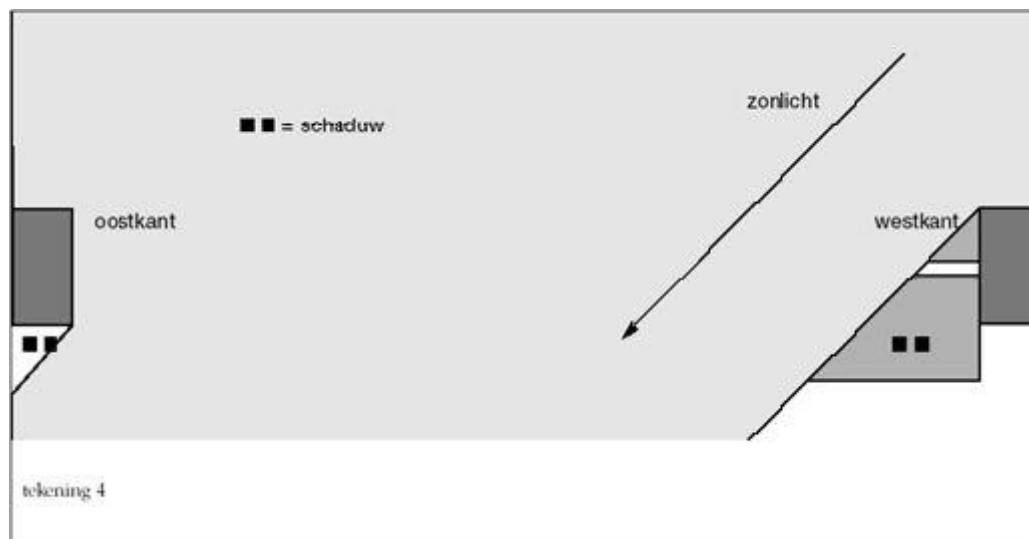 zonlicht
■ ■ = schaduw
oostkant
westkant
tekening 4